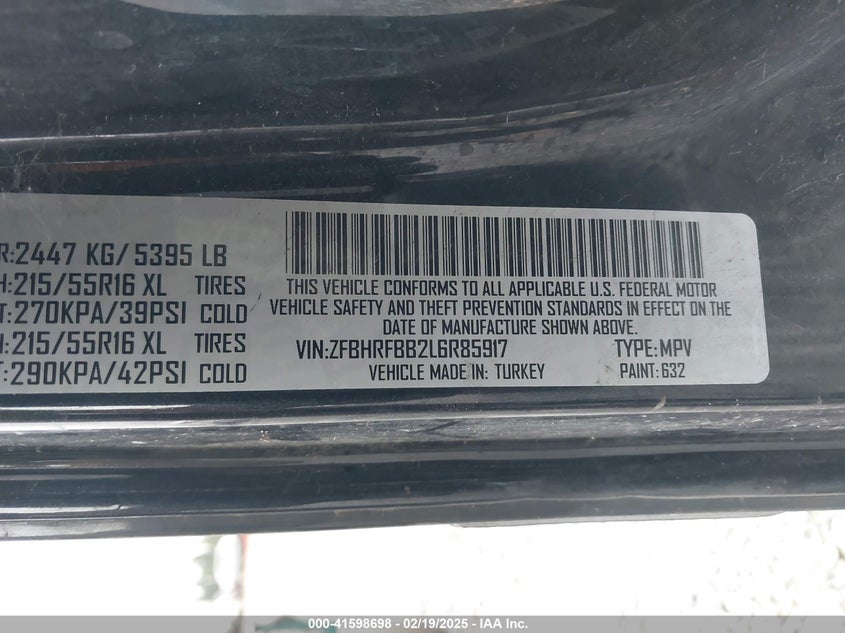 R:2447 KG/ 5395 LB
H:215/55R16 XL TIRES
T:270KPA/39PSI COLD
:215/55R16 XL TIRES
T:290KPA/42PSI COLD
THIS VEHICLE CONFORMS TO ALL APPLICABLE U.S. FEDERAL MOTOR
VEHICLE SAFETY AND THEFT PREVENTION STANDARDS IN EFFECT ON THE
DATE OF MANUFACTURE SHOWN ABOVE.
VIN:ZFBHRFBB2L6R85917 TYPE:MPV
VEHICLE MADE IN: TURKEY PAINT:632
000-41598698 - 02/19/2025 - IAA Inc.